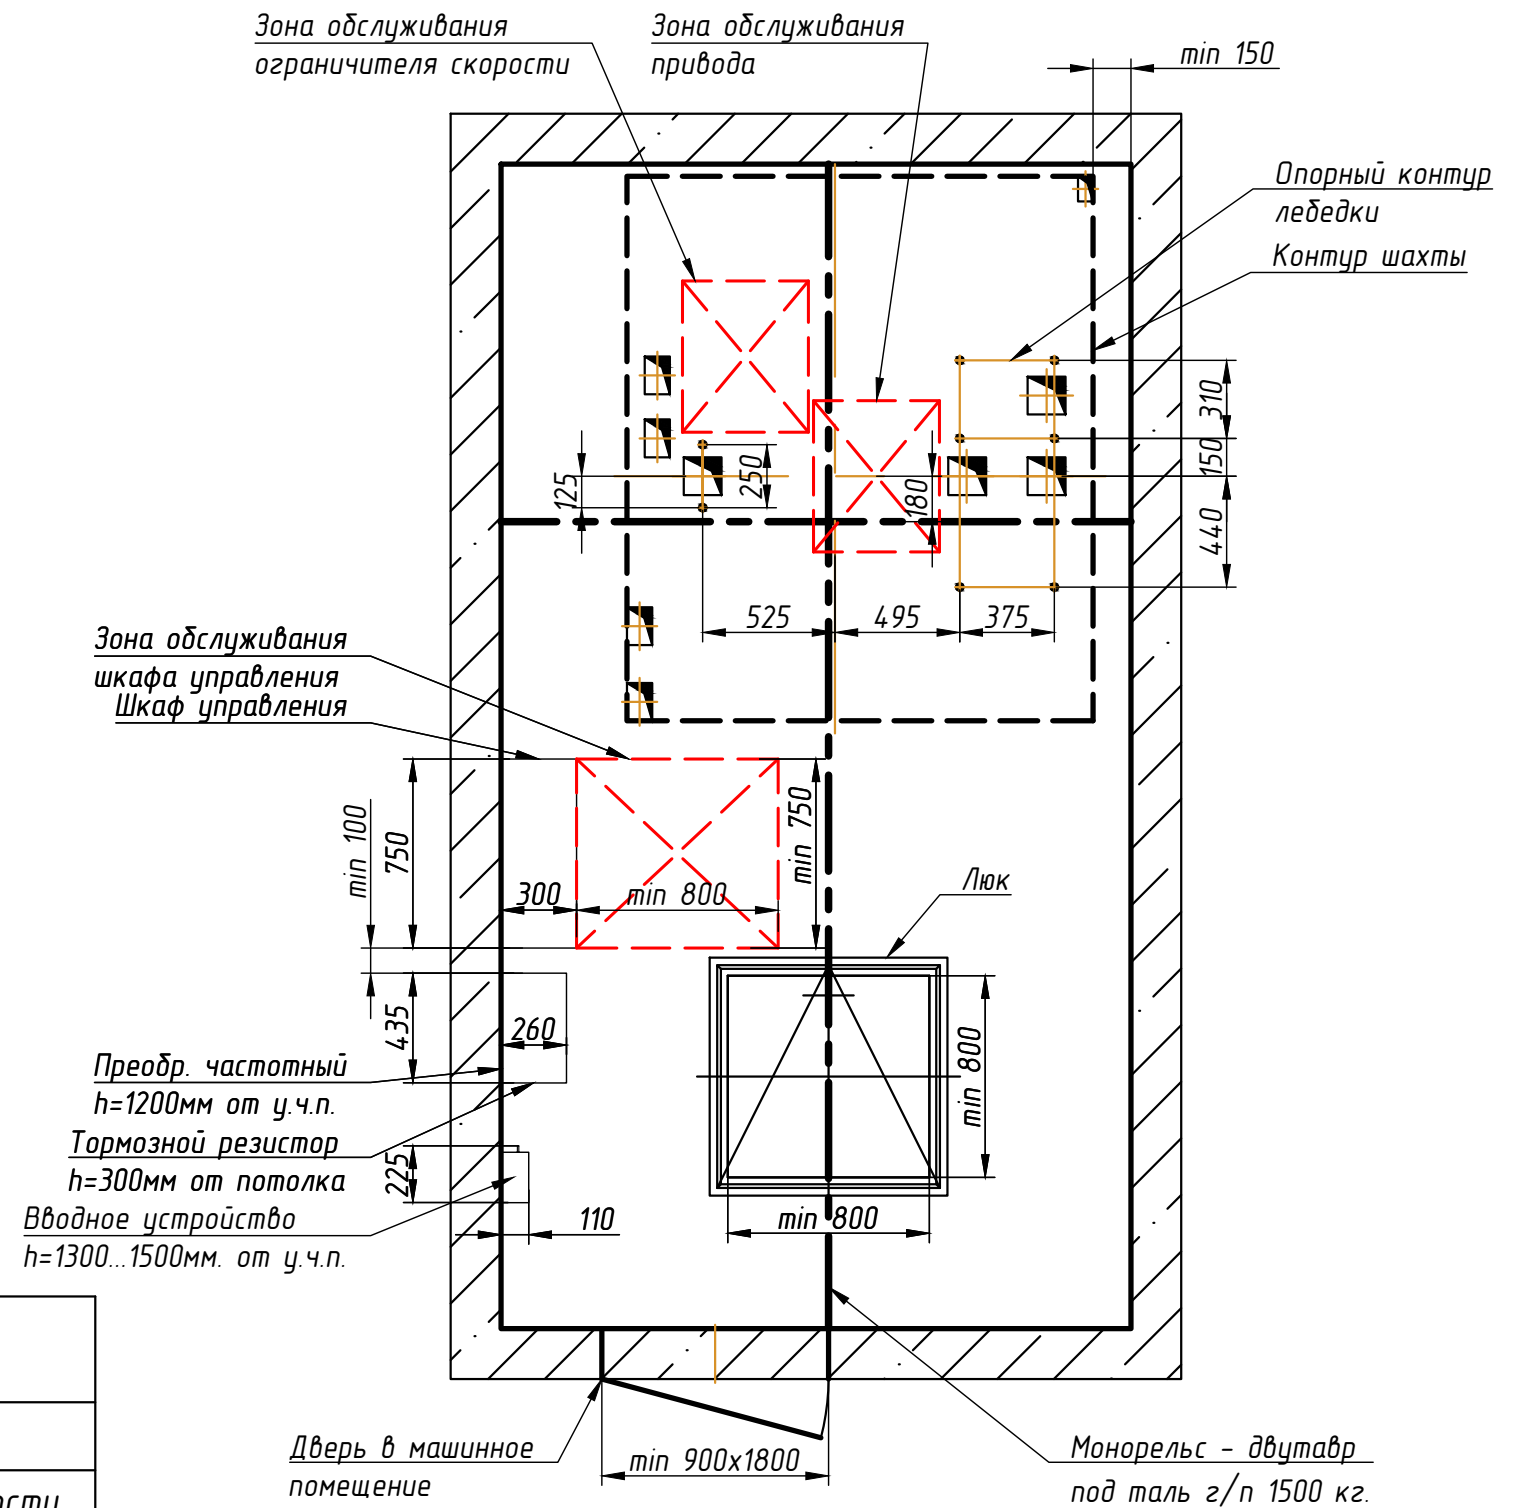 Зона обслуживания
ограничителя скорости
Зона обслуживания
привода
min 150
Опорный контур
лебедки
Контур шахты
310
150
440
125
250
180
525
495
375
Зона обслуживания
шкафа управления
Шкаф управления
min 100
750
min 750
300
min 800
Люк
435
260
min 800
Преобр. частотный
h=1200мм от у.ч.п.
Тормозной резистор
h=300мм от потолка
225
Вводное устройство
h=1300...1500мм. от у.ч.п.
110
min 800
Дверь в машинное
помещение
min 900x1800
Монорельс - двутавр
под таль г/п 1500 кг.